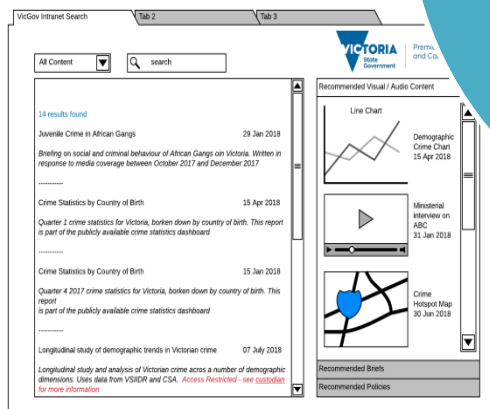 VicGov Intranet Search
Tab 2
Tab 3
VICTORIA
State
Government
All Content
search
Recommended Visual / Audio Content
14 results found
Juvenile Crime in African Gangs 29 Jan 2018
Briefing on social and criminal behaviour of African Gangs oin Victoria. Written in
response to media coverage between October 2017 and December 2017
-----------
Crime Statistics by Country of Birth 15 Apr 2018
Quarter 1 crime statistics for Victoria, borken down by country of birth. This report
is part of the publicly available crime statistics dashboard
-----------
Crime Statistics by Country of Birth 15 Jan 2018
Quarter 4 2017 crime statistics for Victoria, borken down by country of birth. This
report
is part of the publicly available crime statistics dashboard
-----------
Longitudinal study of demographic trends in Victorian crime 07 July 2018
Longitudinal study and analysis of Victorian crime acros a number of demographic
dimensions. Uses data from VSIIDR and CSA. Access Restricted - see custodian
for more information
Line Chart
Demographic
Crime Chart
15 Apr 2018
Ministerial
interview on
ABC
31 Jan 2018
Crime
Hotspot Map
30 Jun 2018
Recommended Briefs
Recommended Policies